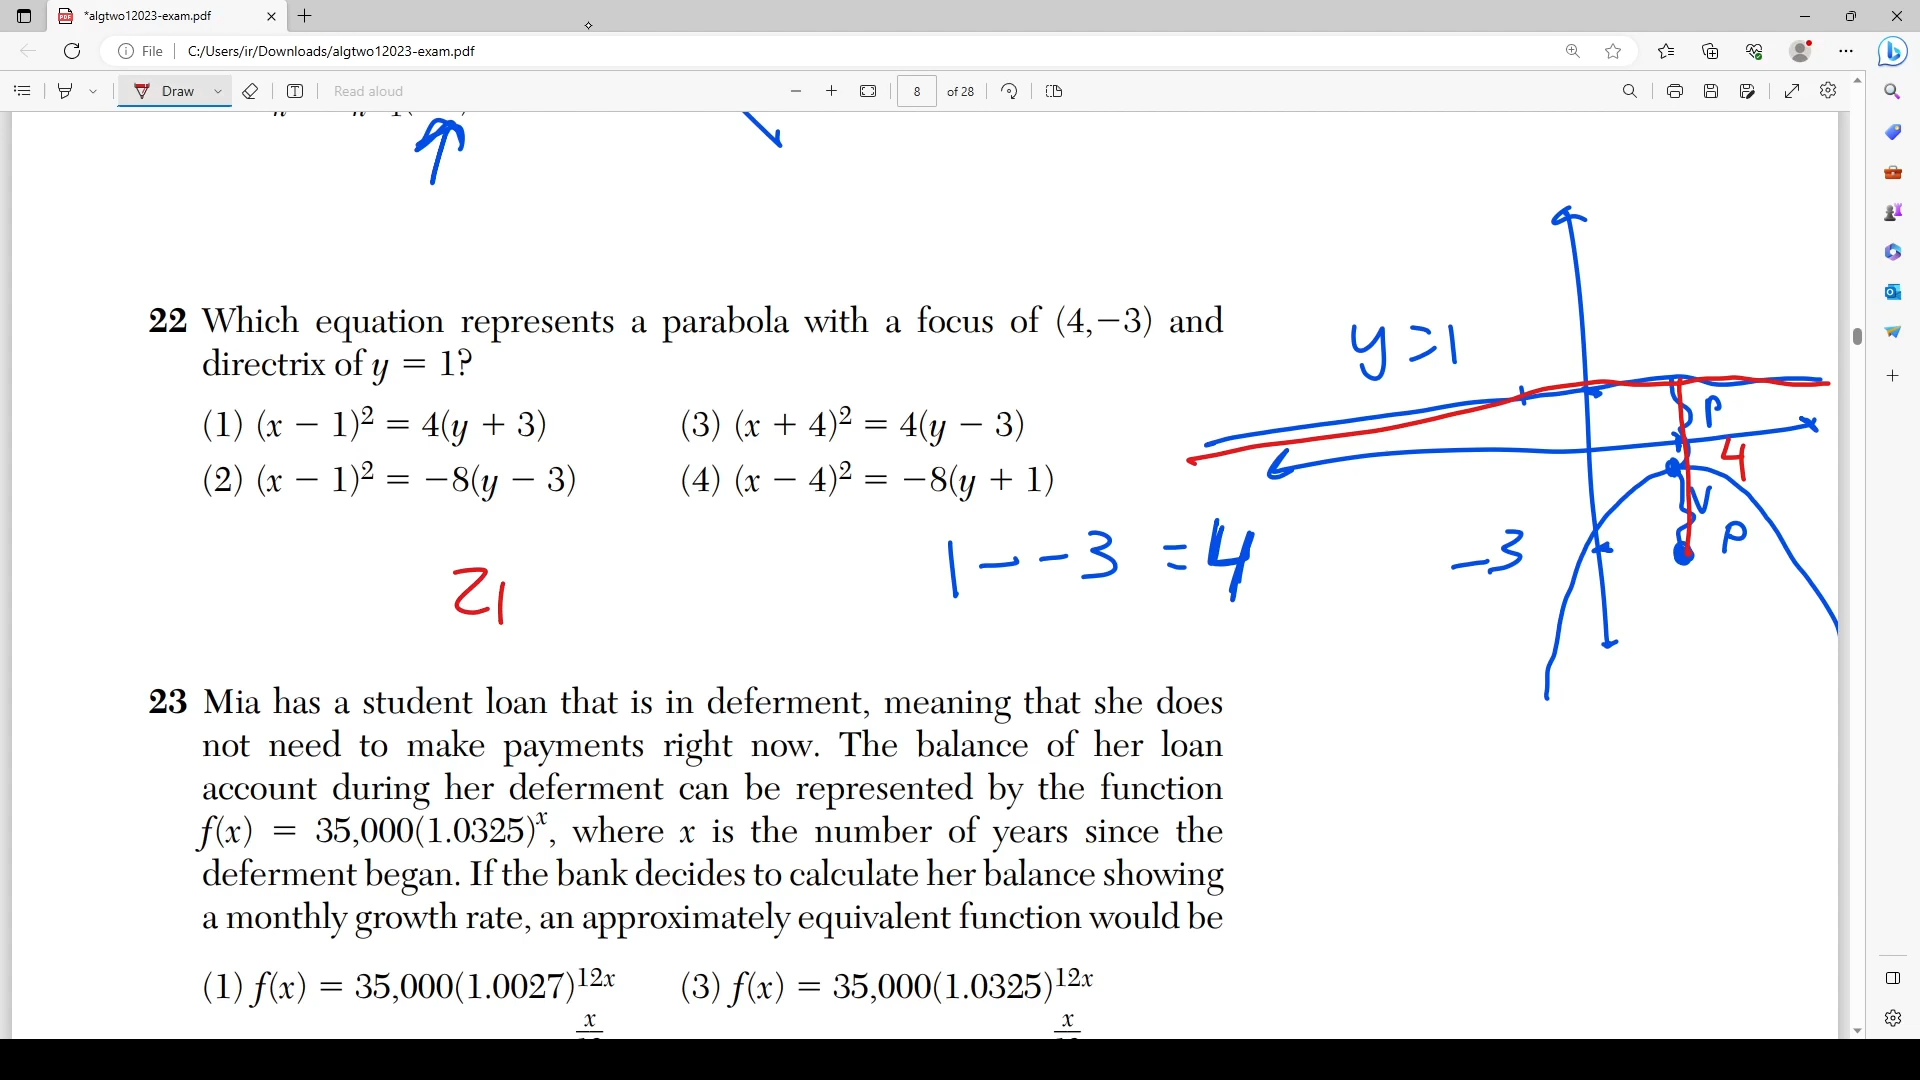 *algtwo12023-exam.pdf
File C:/Users/ir/Downloads/algtwo12023-exam.pdf
Draw Read aloud 8 of 28
22 Which equation represents a parabola with a focus of (4,−3) and
directrix of y = 1?
(1) (x − 1)² = 4(y + 3) (3) (x + 4)² = 4(y − 3)
(2) (x − 1)² = −8(y − 3) (4) (x − 4)² = −8(y + 1)
y = 1
P
4
V
P
1 − −3 = 4
−3
23 Mia has a student loan that is in deferment, meaning that she does
not need to make payments right now. The balance of her loan
account during her deferment can be represented by the function
f(x) = 35,000(1.0325)ˣ, where x is the number of years since the
deferment began. If the bank decides to calculate her balance showing
a monthly growth rate, an approximately equivalent function would be
(1) f(x) = 35,000(1.0027)¹²ˣ (3) f(x) = 35,000(1.0325)¹²ˣ
x x